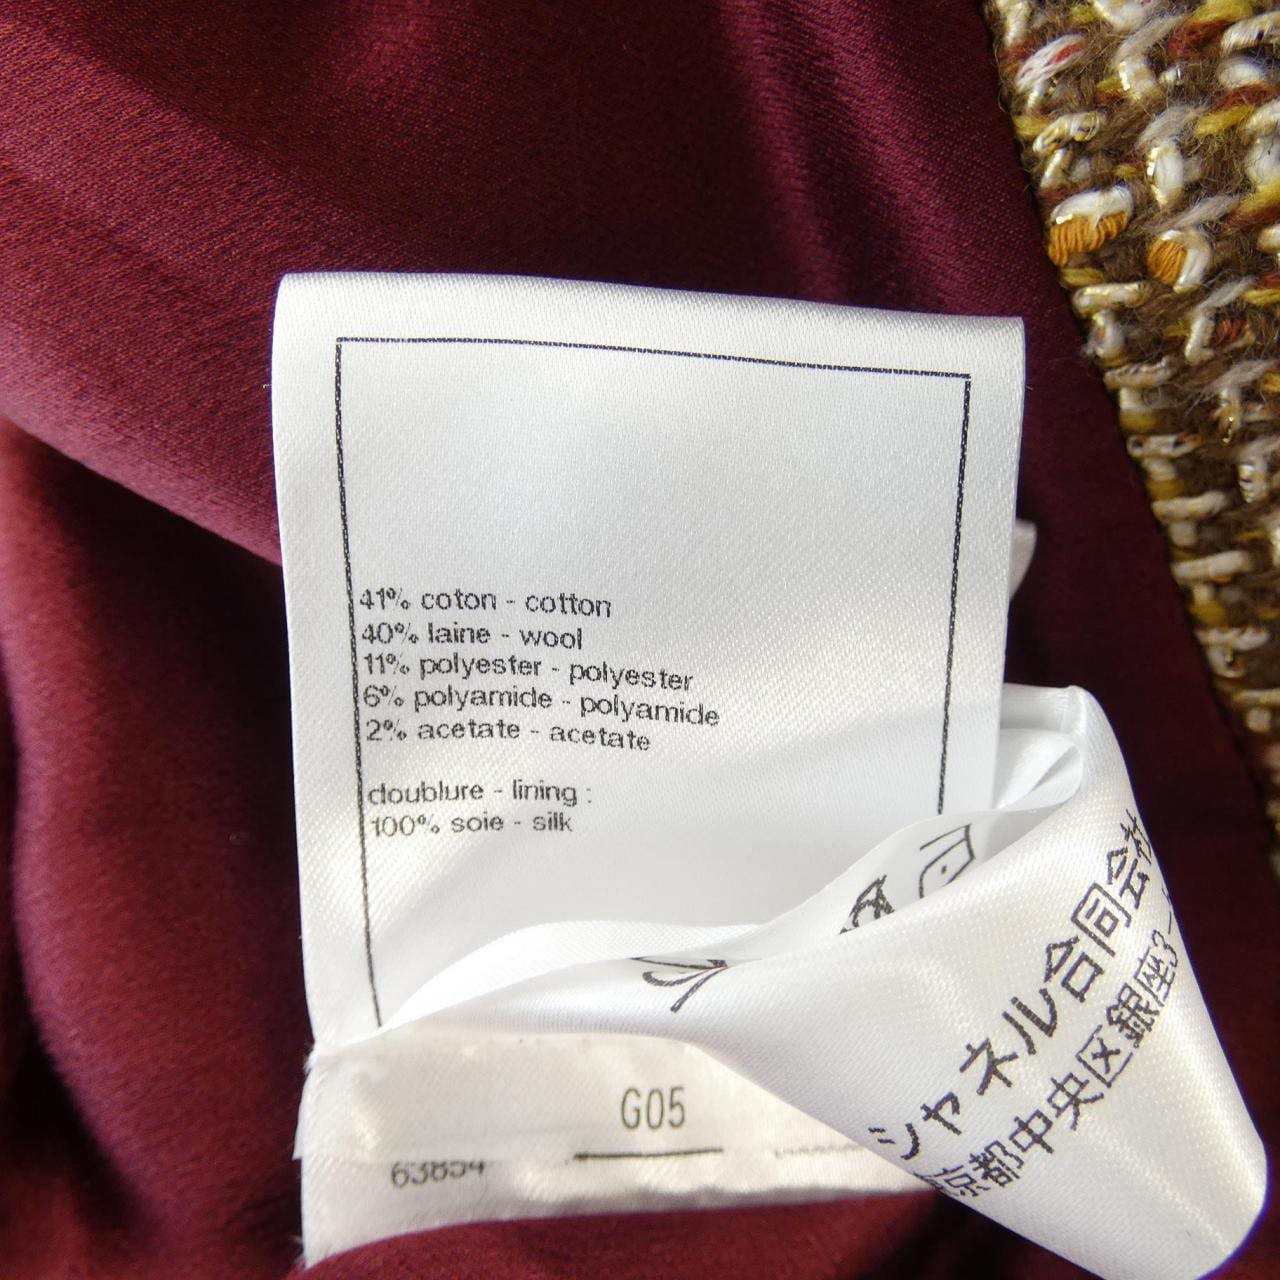 41% coton - cotton
40% laine - wool
11% polyester - polyester
6% polyamide - polyamide
2% acetate - acetate
doublure - lining :
100% soie - silk
G05
63854
シャネル合同会社
京都中央区銀座3-